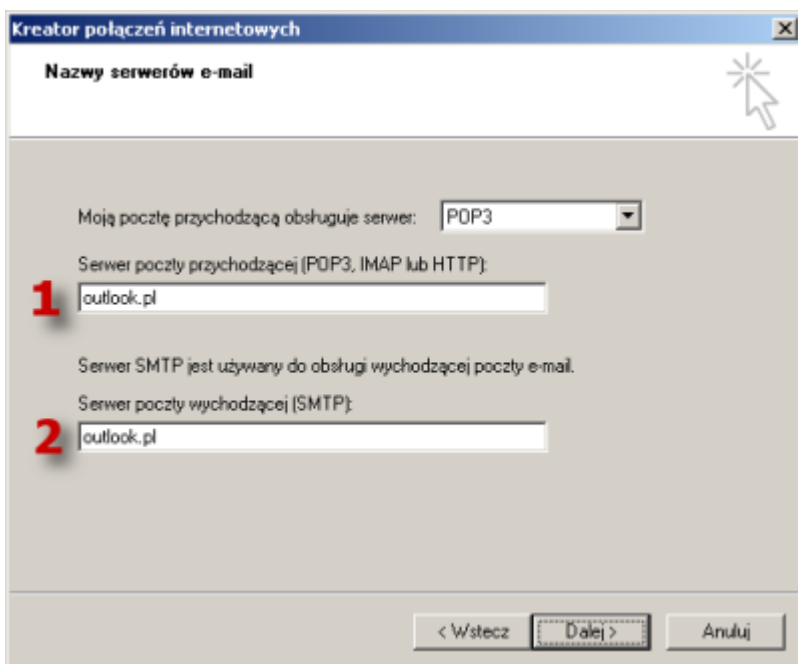 Kreator połączeń internetowych
Nazwy serwerów e-mail
Moją pocztę przychodzącą obsługuje serwer: POP3
Serwer poczty przychodzącej (POP3, IMAP lub HTTP):
1 outlook.pl
Serwer SMTP jest używany do obsługi wychodzącej poczty e-mail.
Serwer poczty wychodzącej (SMTP):
2 outlook.pl
< Wstecz Dalej > Anuluj